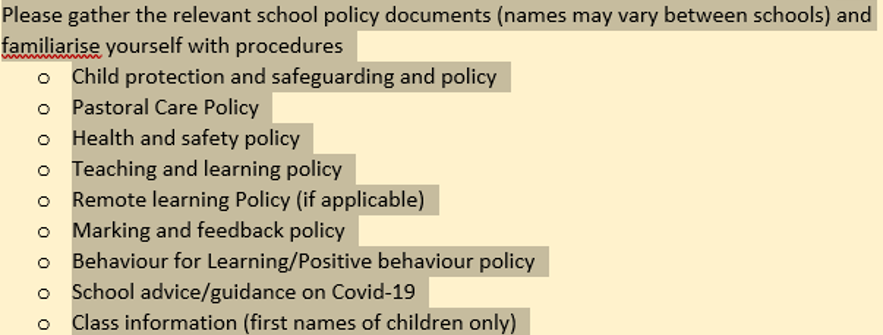 Please gather the relevant school policy documents (names may vary between schools) and
familiarise yourself with procedures
o Child protection and safeguarding and policy
o Pastoral Care Policy
o Health and safety policy
o Teaching and learning policy
o Remote learning Policy (if applicable)
o Marking and feedback policy
o Behaviour for Learning/Positive behaviour policy
o School advice/guidance on Covid-19
o Class information (first names of children only)